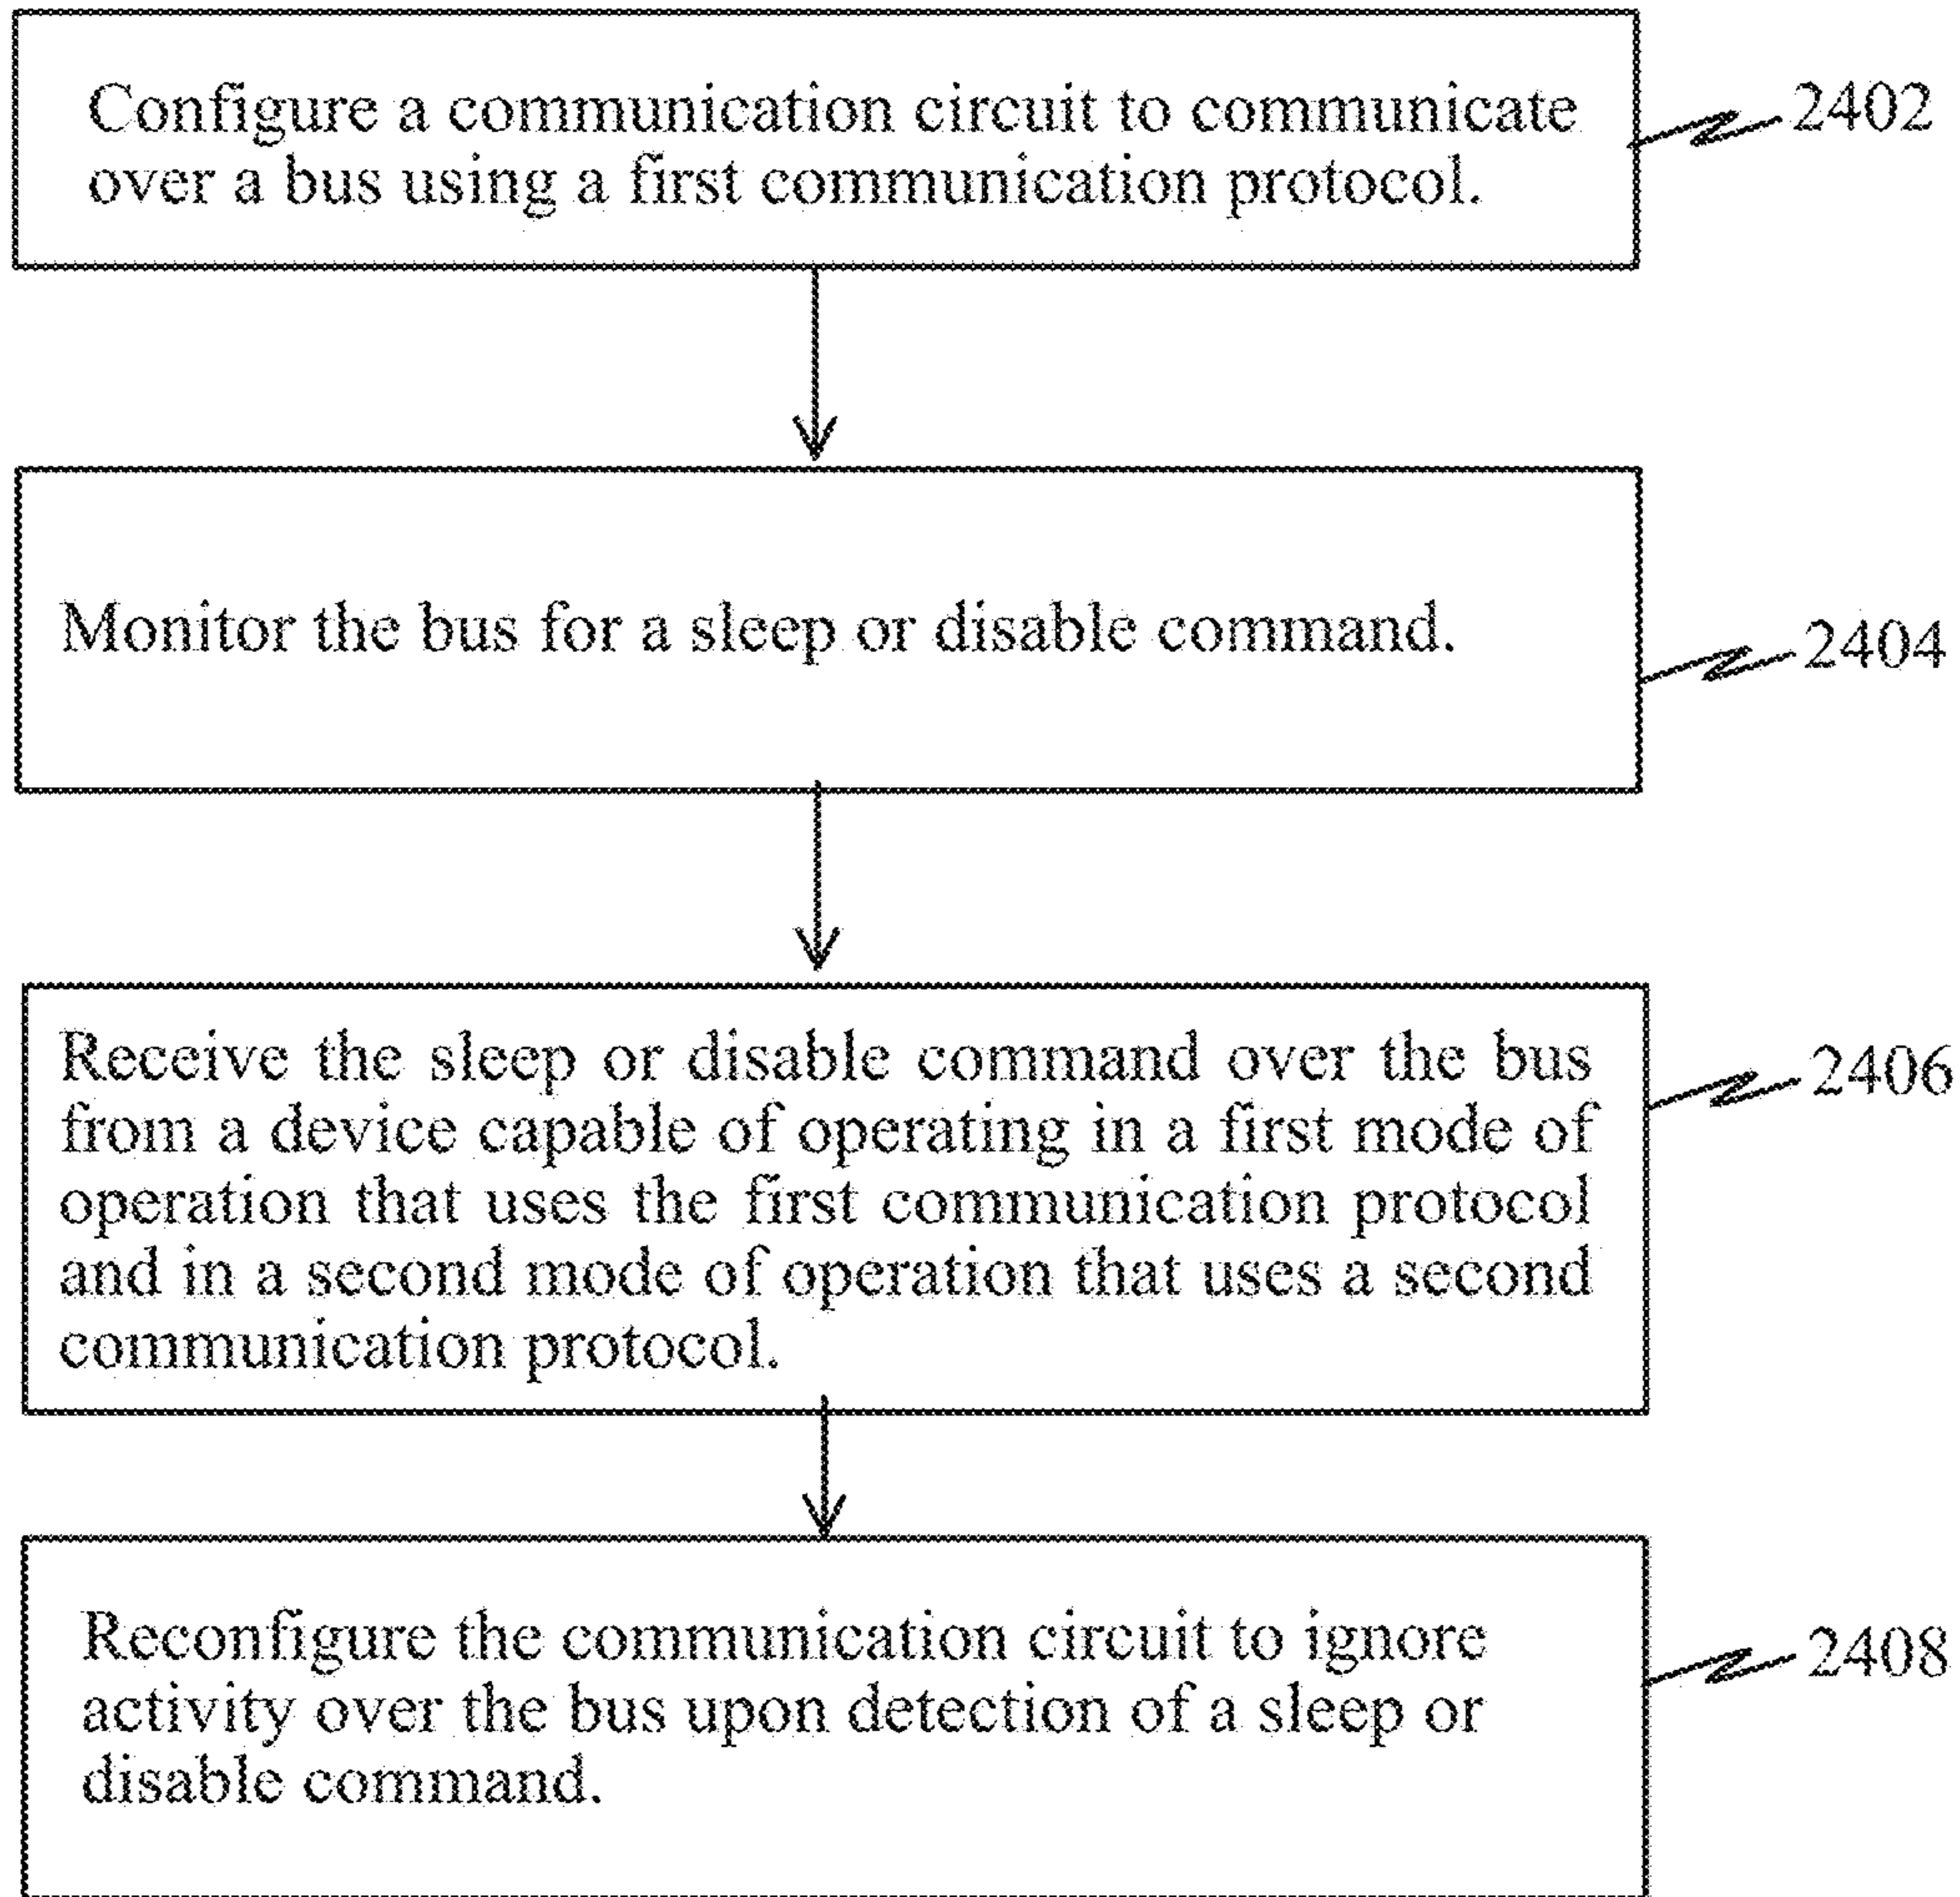 Configure a communication circuit to communicate
over a bus using a first communication protocol.
2402
Monitor the bus for a sleep or disable command.
2404
Receive the sleep or disable command over the bus
from a device capable of operating in a first mode of
operation that uses the first communication protocol
and in a second mode of operation that uses a second
communication protocol.
2406
Reconfigure the communication circuit to ignore
activity over the bus upon detection of a sleep or
disable command.
2408